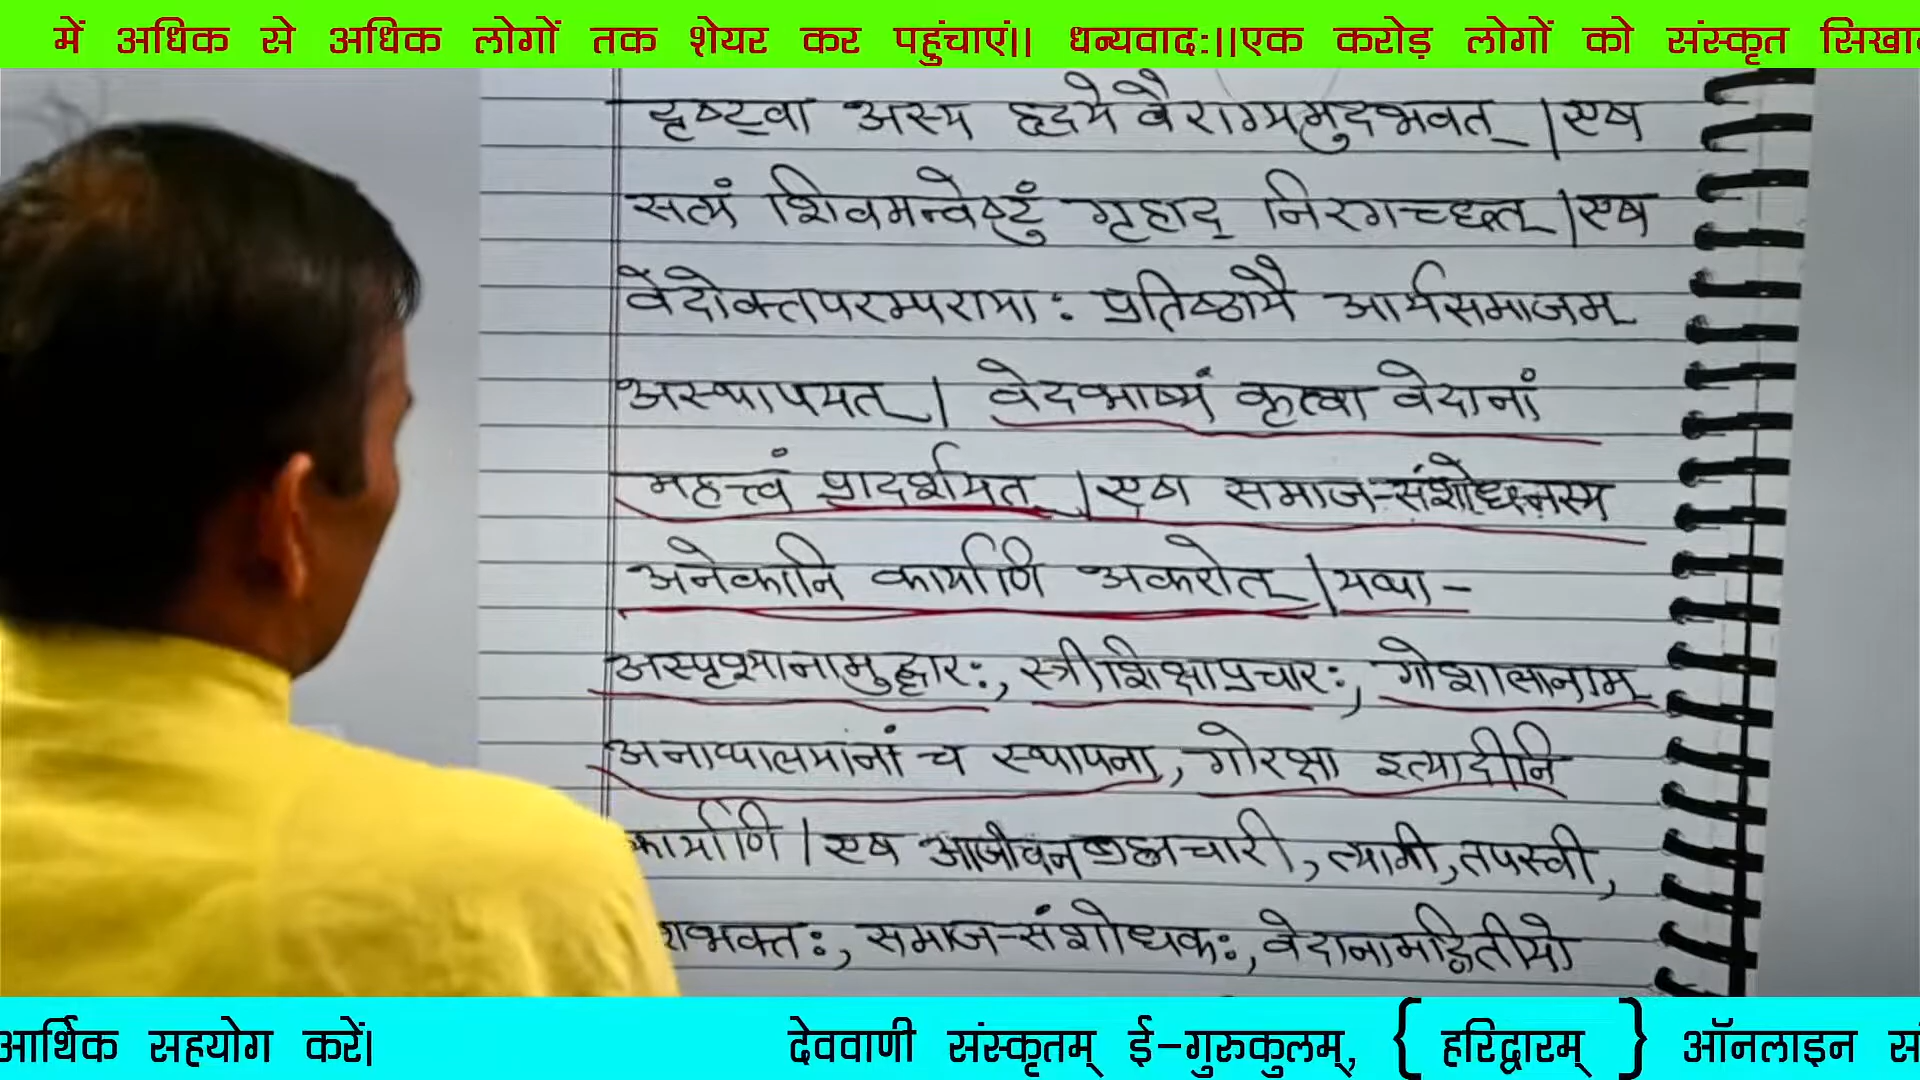 में अधिक से अधिक लोगों तक शेयर कर पहुंचाएं।। धन्यवादः।।एक करोड़ लोगों को संस्कृत
दृष्ट्वा अस्य हृदये वैराग्यमुदभवत् | एष
सत्यं शिवमन्वेष्टुं गृहाद् निरगच्छत् | एष
वेदोक्तपरम्परायाः प्रतिष्ठायै आर्यसमाजम्
अस्थापयत् | वेदभाष्यं कृत्वा वेदानां
महत्त्वं प्रादर्शयत् | एष समाज-संशोधनस्य
अनेकानि कार्याणि अकरोत् | यथा -
अस्पृश्यानामुद्धारः, स्त्रीशिक्षाप्रचारः, गोशालानाम्
अनाथालयानां च स्थापना, गोरक्षा इत्यादीनि
कार्याणि | एष आजीवनब्रह्मचारी, त्यागी, तपस्वी,
समाज-संशोधकः, वेदानामद्वितीयो
आर्थिक सहयोग करें। देववाणी संस्कृतम् ई-गुरुकुलम्, { हरिद्वारम् } ऑनलाइन